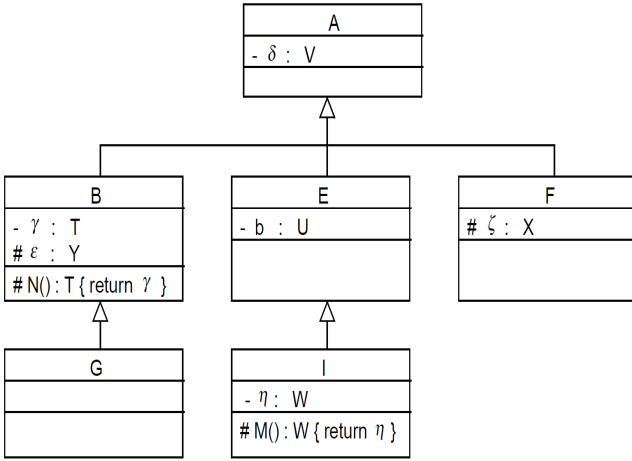 A
- δ : V
B
E
F
- γ : T
# ε : Y
- b : U
# ζ : X
# N() : T { return γ }
G
I
- η : W
# M() : W { return η }